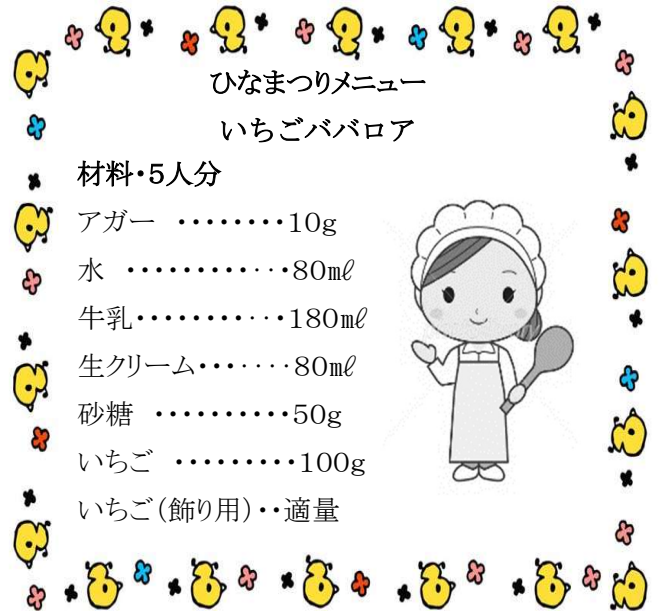 ひなまつりメニュー
いちごババロア
材料・5人分
アガー ・・・・・・・・10g
水 ・・・・・・・・・・・・80㎖
牛乳・・・・・・・・・・・・180㎖
生クリーム・・・・・・・80㎖
砂糖 ・・・・・・・・・・50g
いちご ・・・・・・・・・100g
いちご(飾り用)・・適量